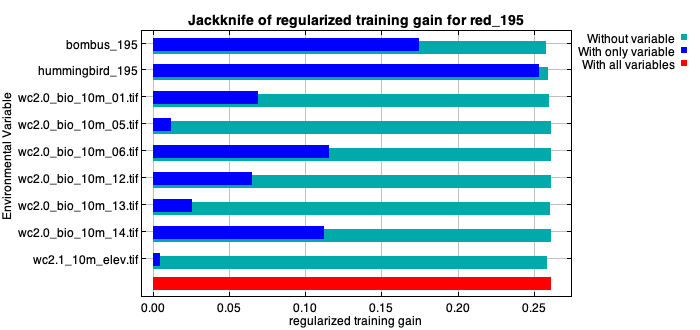 Jackknife of regularized training gain for red_195
Without variable
With only variable
With all variables
Environmental Variable
bombus_195
hummingbird_195
wc2.0_bio_10m_01.tif
wc2.0_bio_10m_05.tif
wc2.0_bio_10m_06.tif
wc2.0_bio_10m_12.tif
wc2.0_bio_10m_13.tif
wc2.0_bio_10m_14.tif
wc2.1_10m_elev.tif
0.00 0.05 0.10 0.15 0.20 0.25
regularized training gain